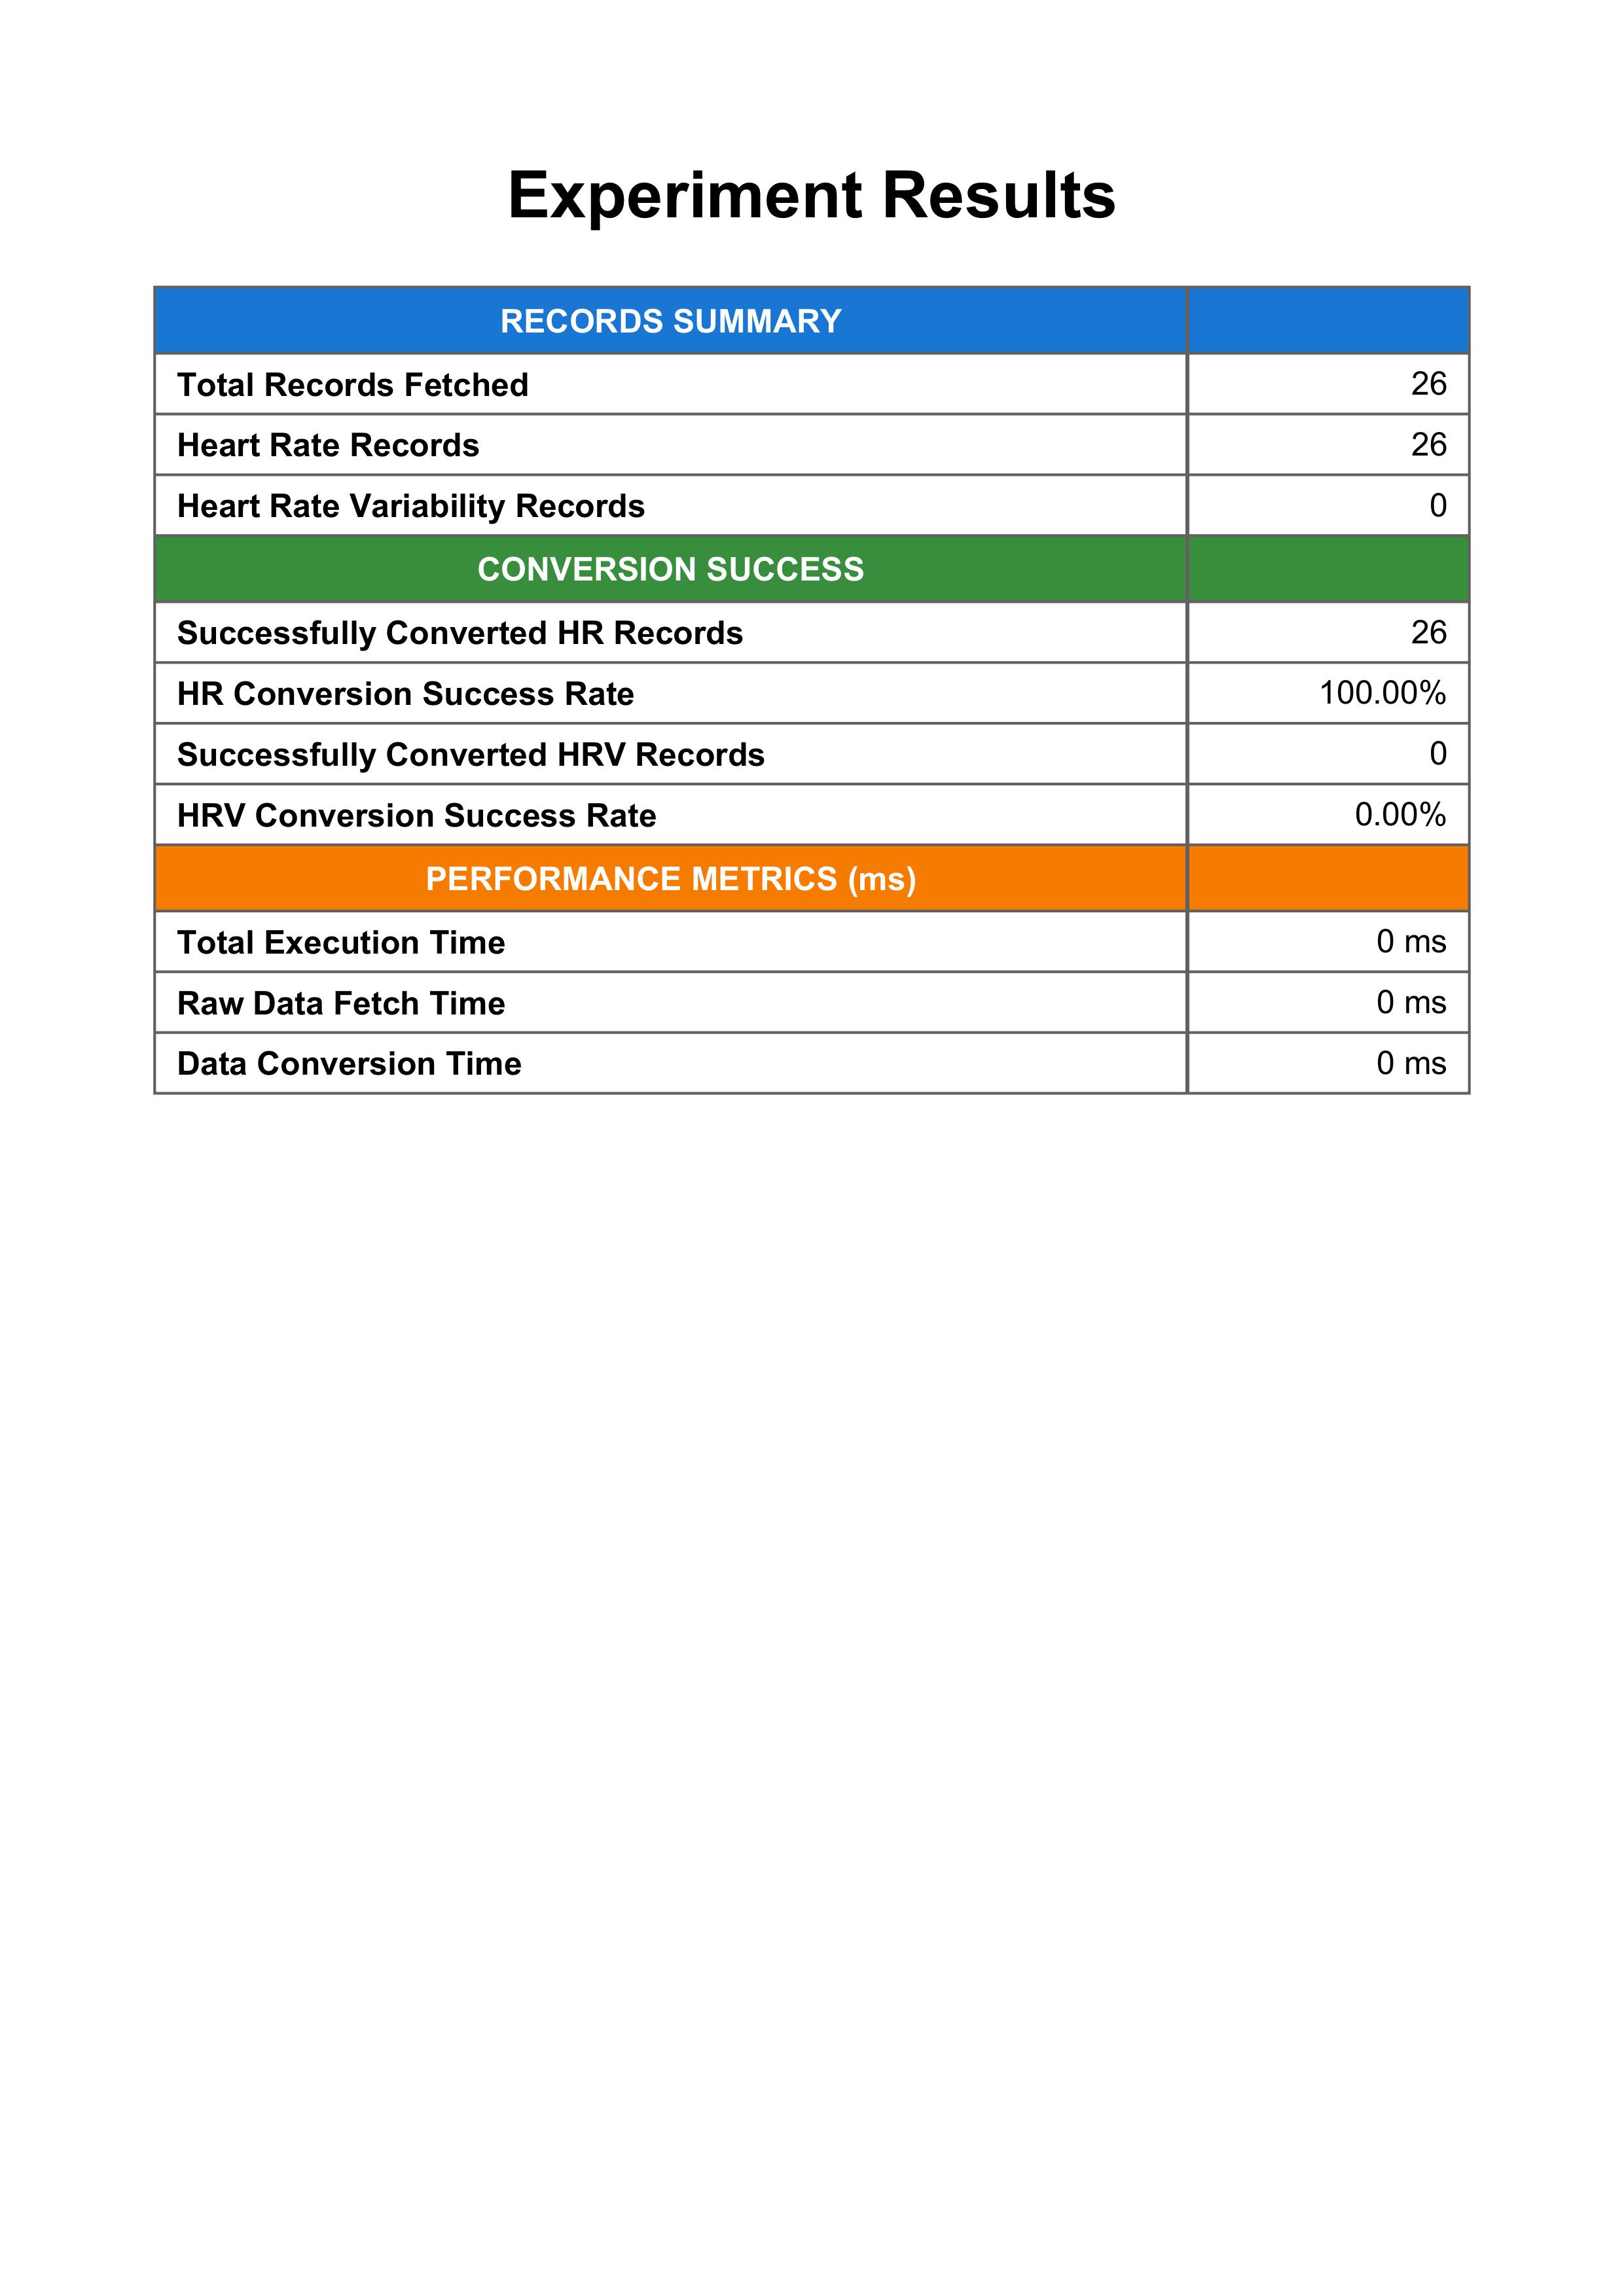 Experiment Results
RECORDS SUMMARY
Total Records Fetched 26
Heart Rate Records 26
Heart Rate Variability Records 0
CONVERSION SUCCESS
Successfully Converted HR Records 26
HR Conversion Success Rate 100.00%
Successfully Converted HRV Records 0
HRV Conversion Success Rate 0.00%
PERFORMANCE METRICS (ms)
Total Execution Time 0 ms
Raw Data Fetch Time 0 ms
Data Conversion Time 0 ms